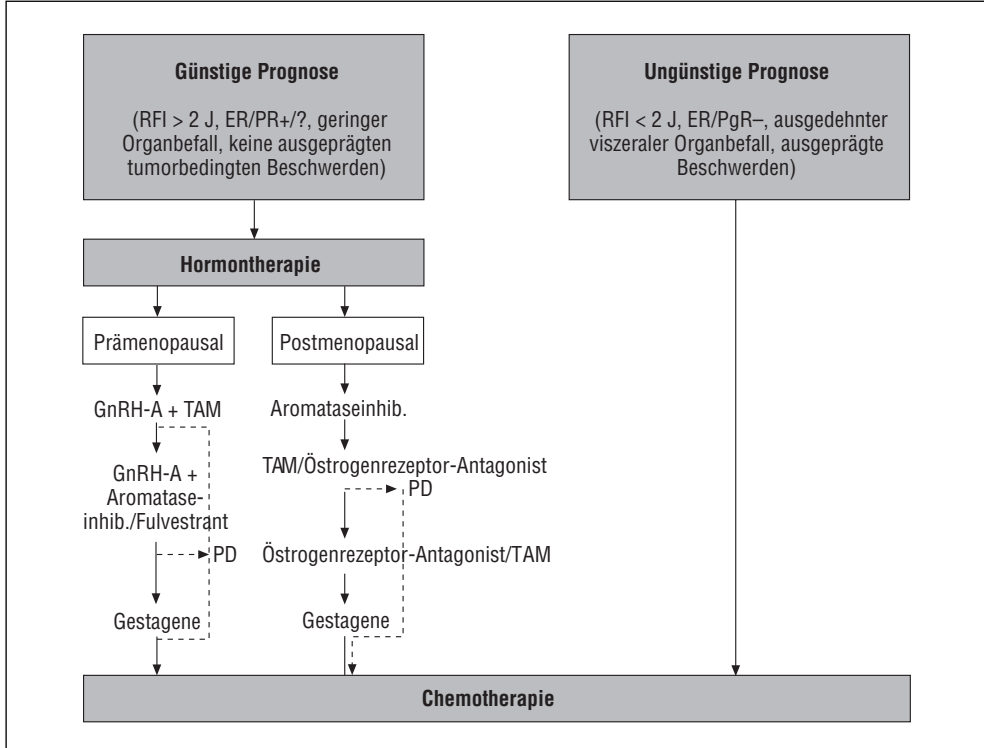 Günstige Prognose
(RFI > 2 J, ER/PR+/?, geringer
Organbefall, keine ausgeprägten
tumorbedingten Beschwerden)
Ungünstige Prognose
(RFI < 2 J, ER/PgR–, ausgedehnter
viszeraler Organbefall, ausgeprägte
Beschwerden)
Hormontherapie
Prämenopausal
Postmenopausal
GnRH-A + TAM
GnRH-A +
Aromatase-
inhib./Fulvestrant
PD
Gestagene
Aromataseinhib.
TAM/Östrogenrezeptor-Antagonist
PD
Östrogenrezeptor-Antagonist/TAM
Gestagene
Chemotherapie